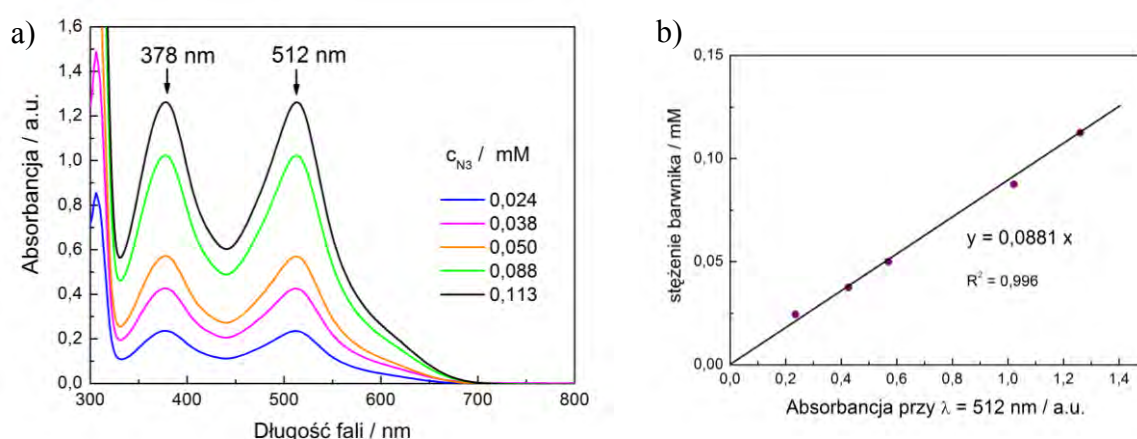 a)
Absorbancja / a.u.
1,6
1,4
1,2
1,0
0,8
0,6
0,4
0,2
0,0
378 nm
512 nm
c_N3 / mM
0,024
0,038
0,050
0,088
0,113
300
400
500
600
700
800
Długość fali / nm
b)
stężenie barwnika / mM
0,15
0,10
0,05
0,00
y = 0,0881 x
R² = 0,996
0,0
0,2
0,4
0,6
0,8
1,0
1,2
1,4
Absorbancja przy λ = 512 nm / a.u.